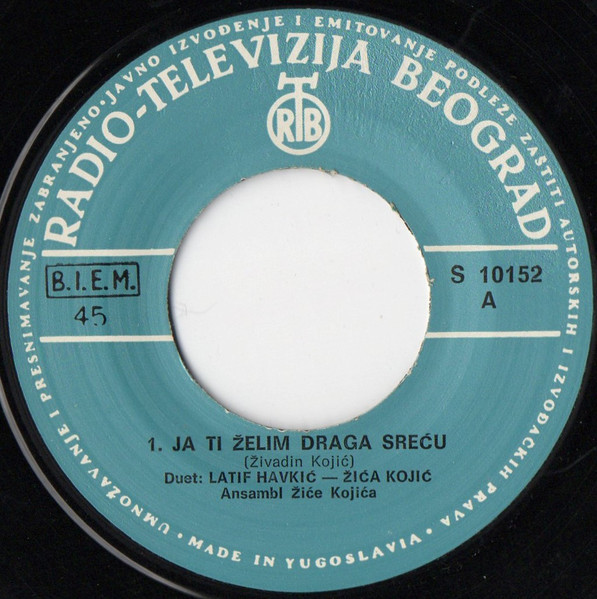 UMNOŽAVANJE I PRESNIMAVANJE ZABRANJENO · JAVNO IZVOĐENJE I EMITOVANJE PODLEŽE ZAŠTITI AUTORSKIH I IZVOĐAČKIH PRAVA ·
RADIO-TELEVIZIJA BEOGRAD
RTB
B.I.E.M.
45
S 10152
A
1. JA TI ŽELIM DRAGA SREĆU
(Živadin Kojić)
Duet: LATIF HAVKIĆ — ŽIĆA KOJIĆ
Ansambl Žiće Kojića
MADE IN YUGOSLAVIA ·